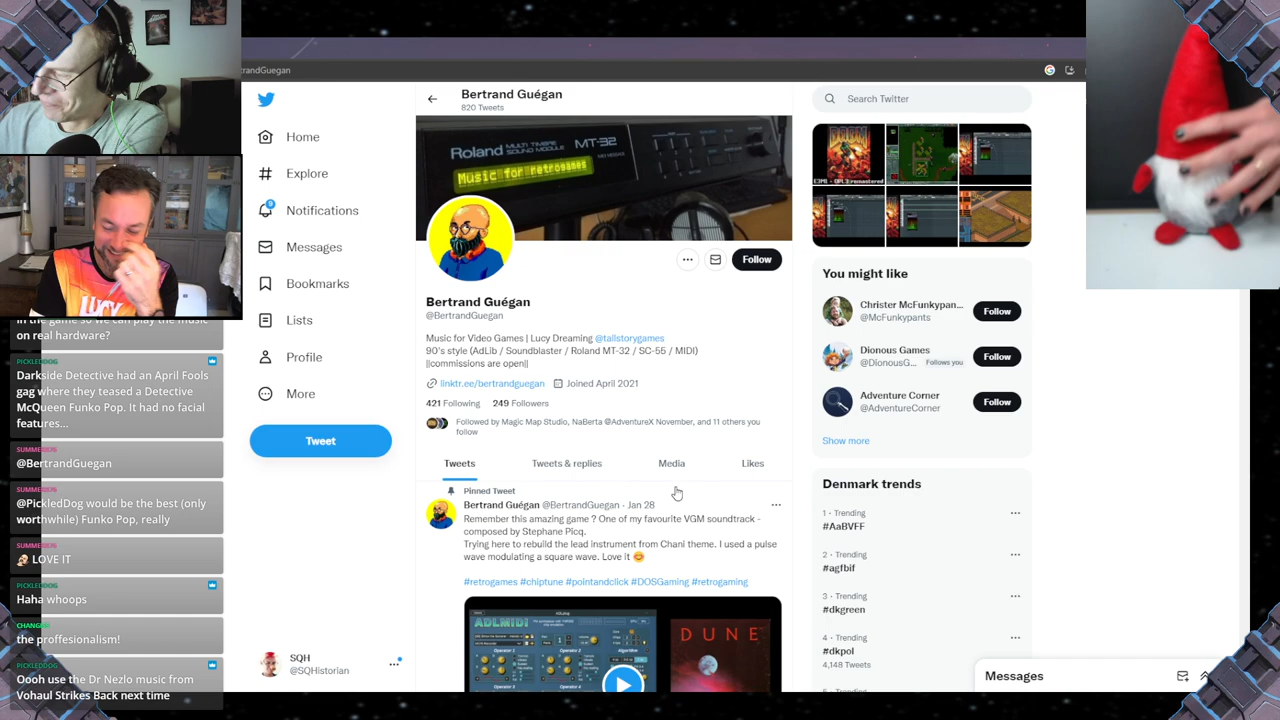 randGuegan
Bertrand Guégan
820 Tweets
Search Twitter
Home
Explore
Notifications
9
Messages
Bookmarks
Lists
Profile
More
Tweet
SQH
@SQHistorian
Roland
MULTI TIMBRE
SOUND MODULE
MT-32
Music for retrogames
Follow
Bertrand Guégan
@BertrandGuegan
Music for Video Games | Lucy Dreaming @tallstorygames
90's style (AdLib / Soundblaster / Roland MT-32 / SC-55 / MIDI)
||commissions are open||
linktr.ee/bertrandguegan
Joined April 2021
421 Following
249 Followers
Followed by Magic Map Studio, NaBerta @AdventureX November, and 11 others you
follow
Tweets
Tweets & replies
Media
Likes
Pinned Tweet
Bertrand Guégan @BertrandGuegan · Jan 28
Remember this amazing game ? One of my favourite VGM soundtrack -
composed by Stephane Picq.
Trying here to rebuild the lead instrument from Chani theme. I used a pulse
wave modulating a square wave. Love it
#retrogames #chiptune #pointandclick #DOSGaming #retrogaming
ADLMIDI
DUNE
DOOM
You might like
Christer McFunkypan...
@McFunkypants
Follow
Dionous Games
@DionousG...
Follows you
Follow
Adventure Corner
@AdventureCorner
Follow
Show more
Denmark trends
1 · Trending
#AaBVFF
2 · Trending
#agfbif
3 · Trending
#dkgreen
4 · Trending
#dkpol
4,148 Tweets
Messages
in the game so we can play the music
on real hardware?
PICKLEDDOG
Darkside Detective had an April Fools
gag where they teased a Detective
McQueen Funko Pop. It had no facial
features...
@BertrandGuegan
@PickledDog would be the best (only
worthwhile) Funko Pop, really
LOVE IT
PICKLEDDOG
Haha whoops
the proffesionalism!
PICKLEDDOG
Oooh use the Dr Nezlo music from
Vohaul Strikes Back next time